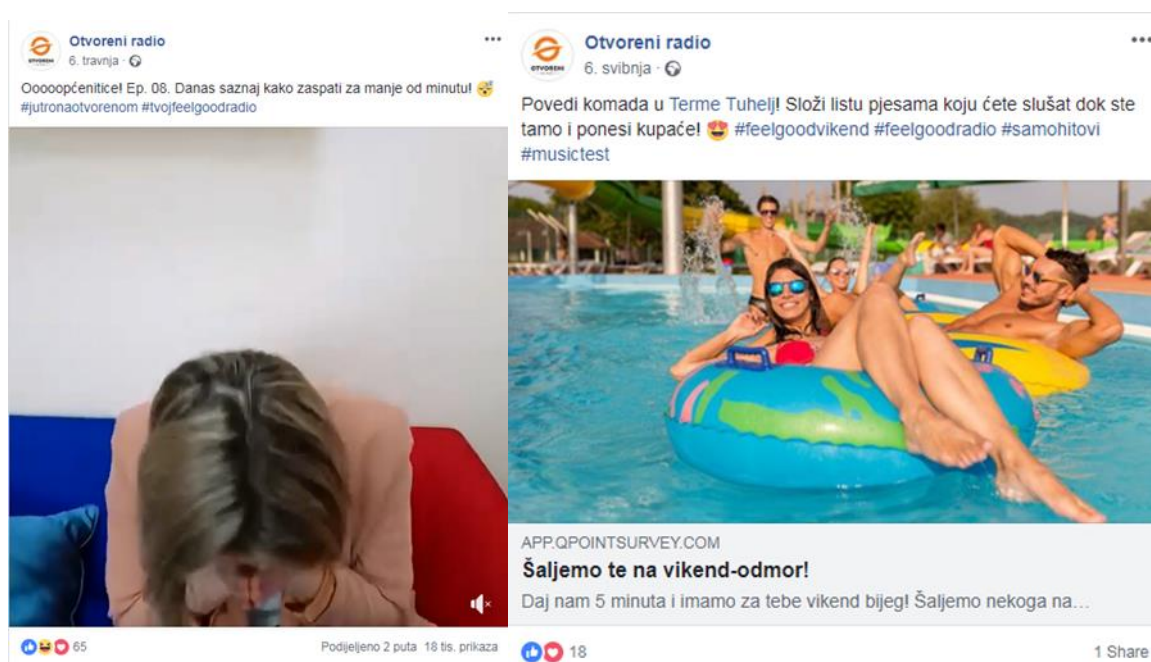 Otvoreni radio
6. travnja
Ooooopćenitice! Ep. 08. Danas saznaj kako zaspati za manje od minutu!
#jutronaotvorenom #tvojfeelgoodradio
65
Podijeljeno 2 puta 18 tis. prikaza
Otvoreni radio
6. svibnja
Povedi komada u Terme Tuhelj! Složi listu pjesama koju ćete slušat dok ste
tamo i ponesi kupaće! #feelgoodvikend #feelgoodradio #samohitovi
#musictest
APP.QPOINTSURVEY.COM
Šaljemo te na vikend-odmor!
Daj nam 5 minuta i imamo za tebe vikend bijeg! Šaljemo nekoga na…
18
1 Share